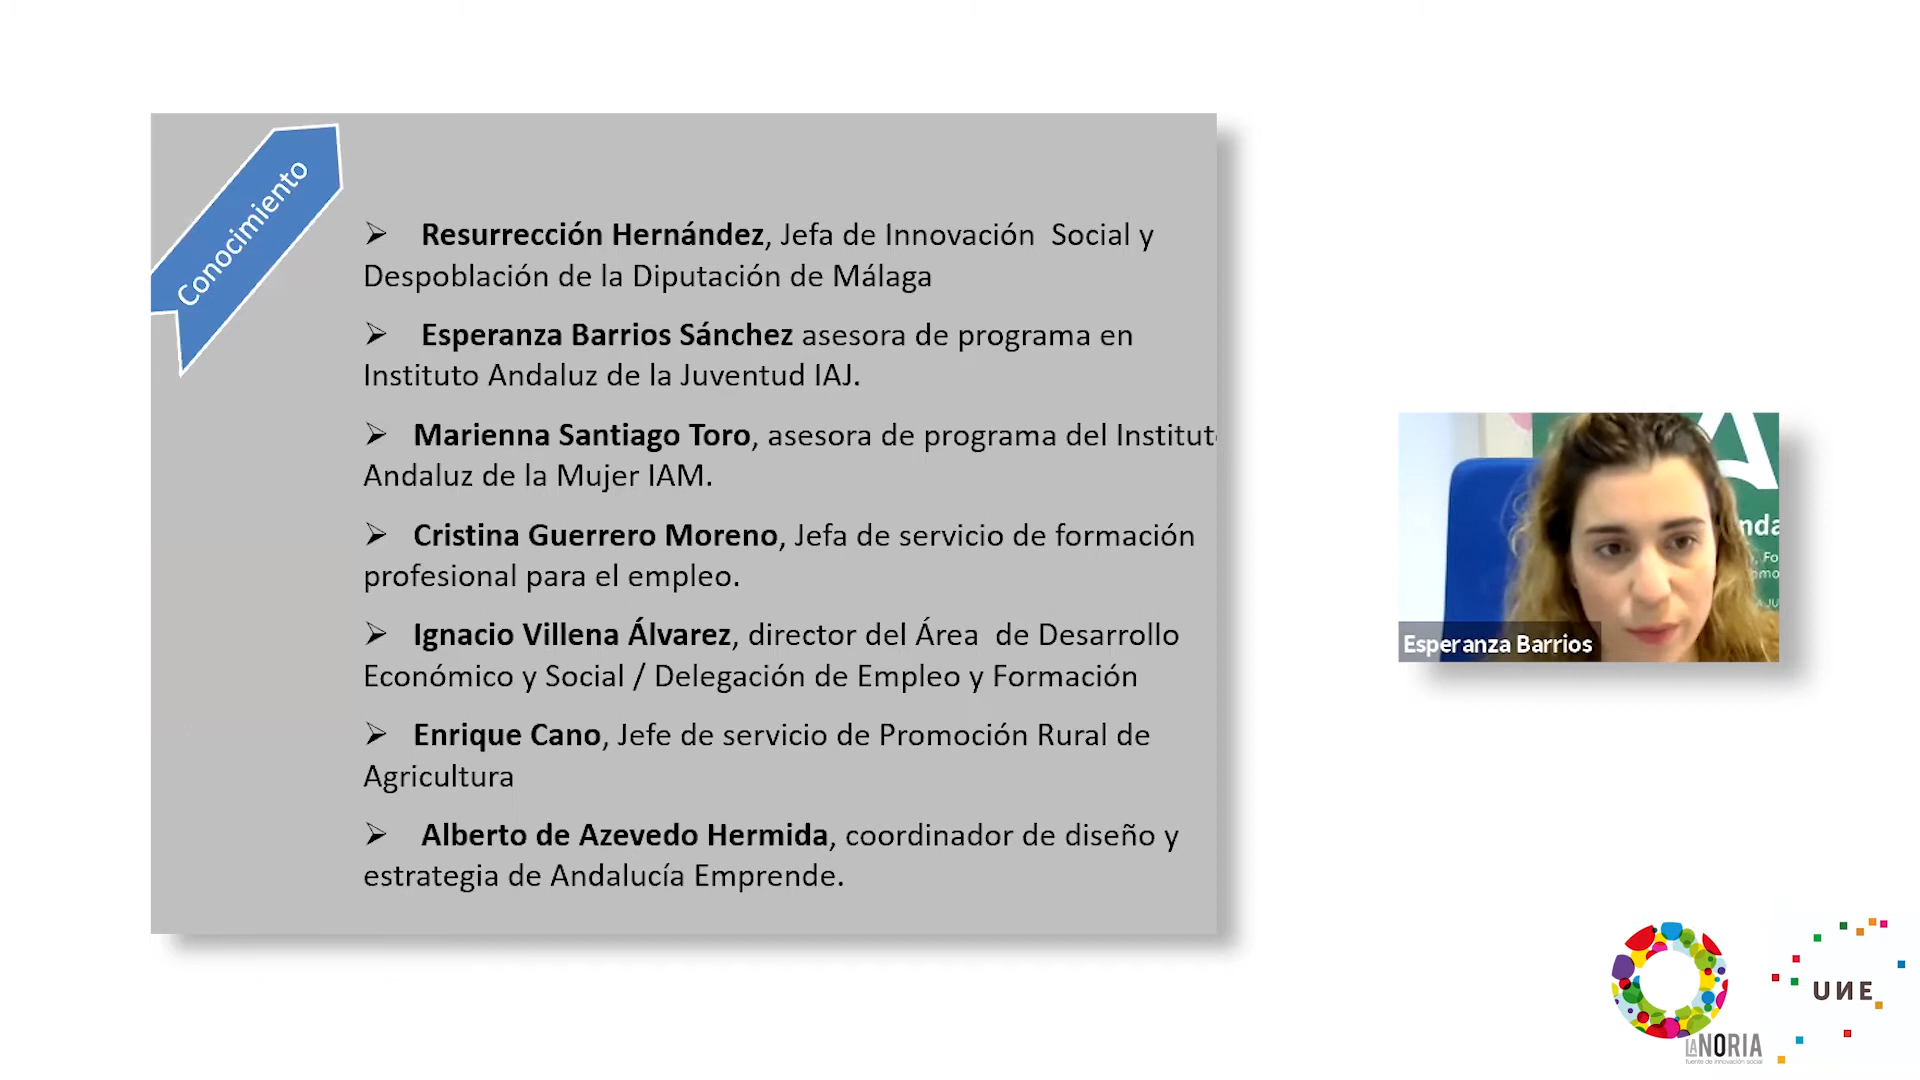 Conocimiento
➢ Resurrección Hernández, Jefa de Innovación Social y
Despoblación de la Diputación de Málaga
➢ Esperanza Barrios Sánchez asesora de programa en
Instituto Andaluz de la Juventud IAJ.
➢ Marienna Santiago Toro, asesora de programa del Institut
Andaluz de la Mujer IAM.
➢ Cristina Guerrero Moreno, Jefa de servicio de formación
profesional para el empleo.
➢ Ignacio Villena Álvarez, director del Área de Desarrollo
Económico y Social / Delegación de Empleo y Formación
➢ Enrique Cano, Jefe de servicio de Promoción Rural de
Agricultura
➢ Alberto de Azevedo Hermida, coordinador de diseño y
estrategia de Andalucía Emprende.
Esperanza Barrios
LA NORIA
fuente de innovación social
UNE